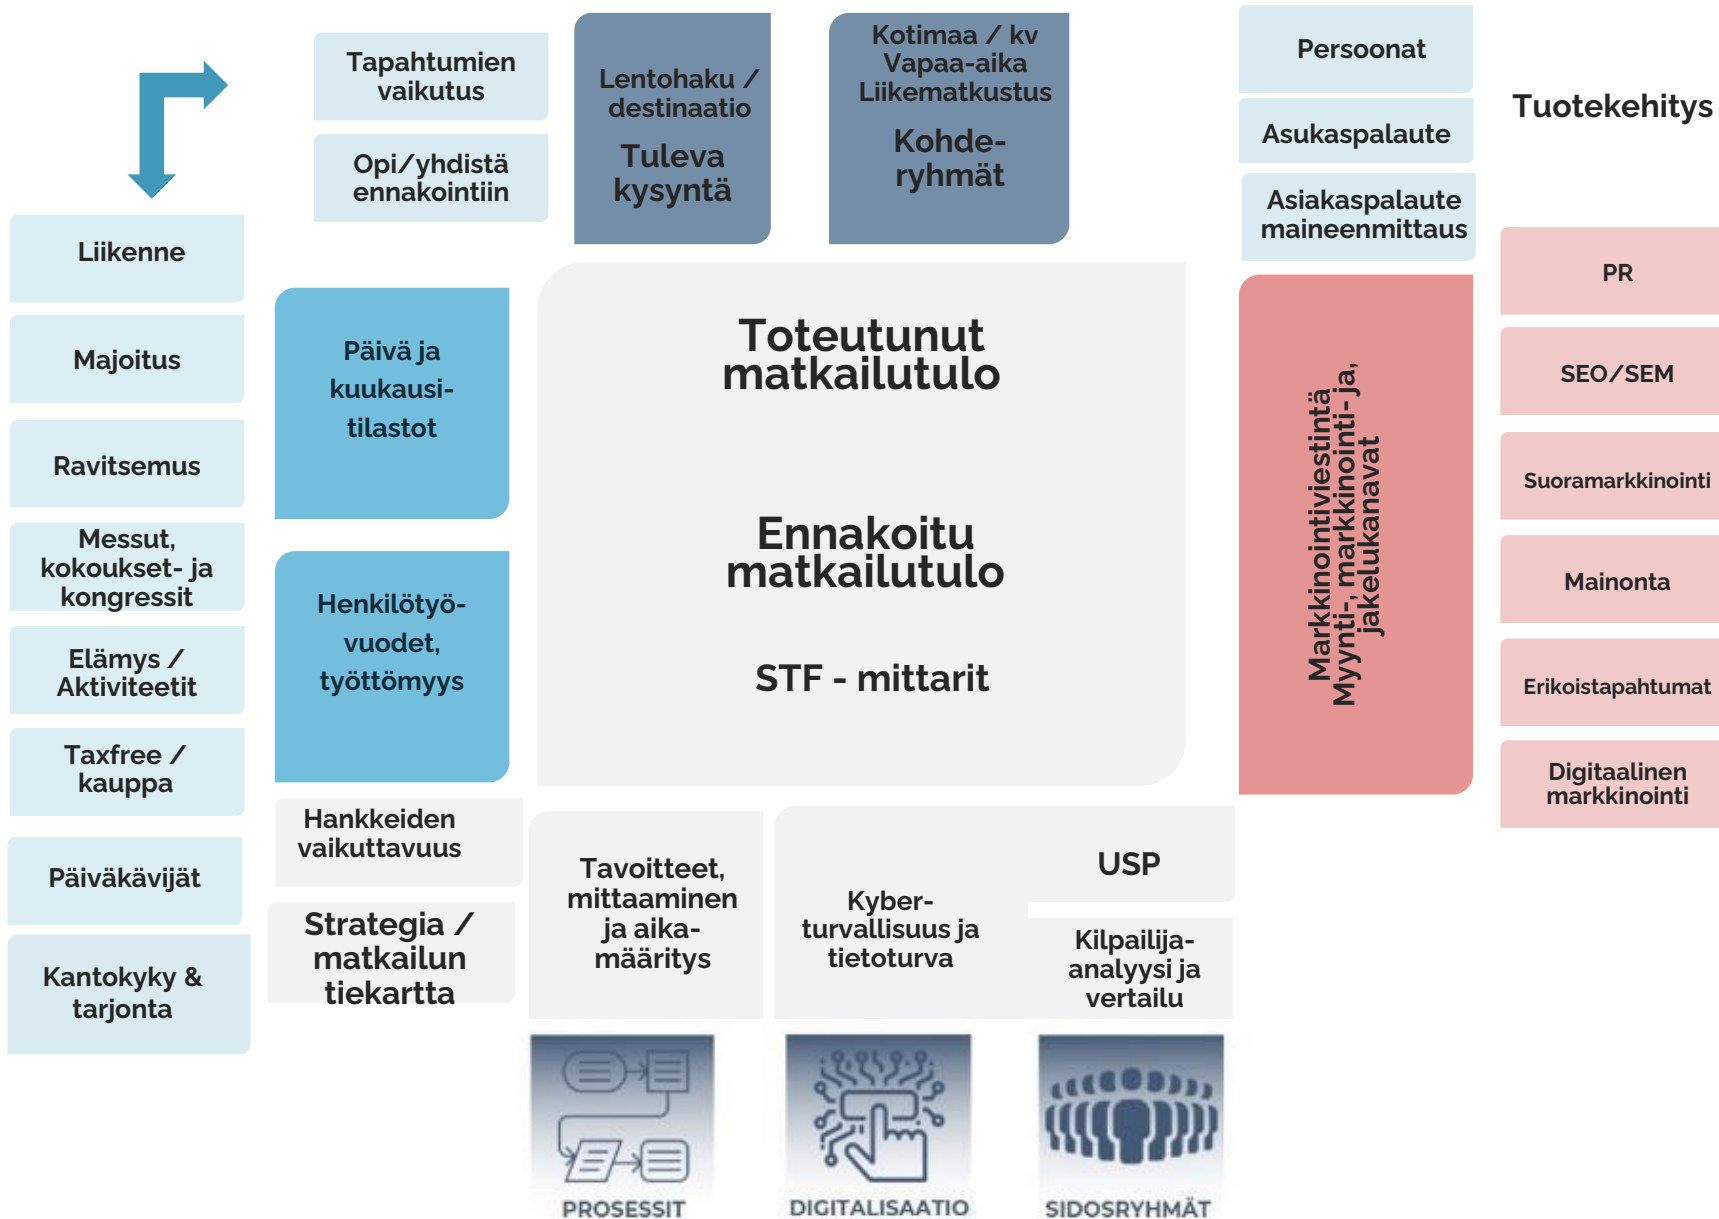 Tapahtumien
vaikutus
Opi/yhdistä
ennakointiin
Lentohaku /
destinaatio
Tuleva
kysyntä
Kotimaa / kv
Vapaa-aika
Liikematkustus
Kohde-
ryhmät
Persoonat
Asukaspalaute
Asiakaspalaute
maineenmittaus
Tuotekehitys
Liikenne
Majoitus
Ravitsemus
Messut,
kokoukset- ja
kongressit
Elämys /
Aktiviteetit
Taxfree /
kauppa
Päiväkävijät
Kantokyky &
tarjonta
Päivä ja
kuukausi-
tilastot
Henkilötyö-
vuodet,
työttömyys
Toteutunut
matkailutulo
Ennakoitu
matkailutulo
STF - mittarit
Markkinointiviestintä
Myynti-, markkinointi- ja,
jakelukanavat
PR
SEO/SEM
Suoramarkkinointi
Mainonta
Erikoistapahtumat
Digitaalinen
markkinointi
Hankkeiden
vaikuttavuus
Strategia /
matkailun
tiekartta
Tavoitteet,
mittaaminen
ja aika-
määritys
Kyber-
turvallisuus ja
tietoturva
USP
Kilpailija-
analyysi ja
vertailu
PROSESSIT
DIGITALISAATIO
SIDOSRYHMÄT